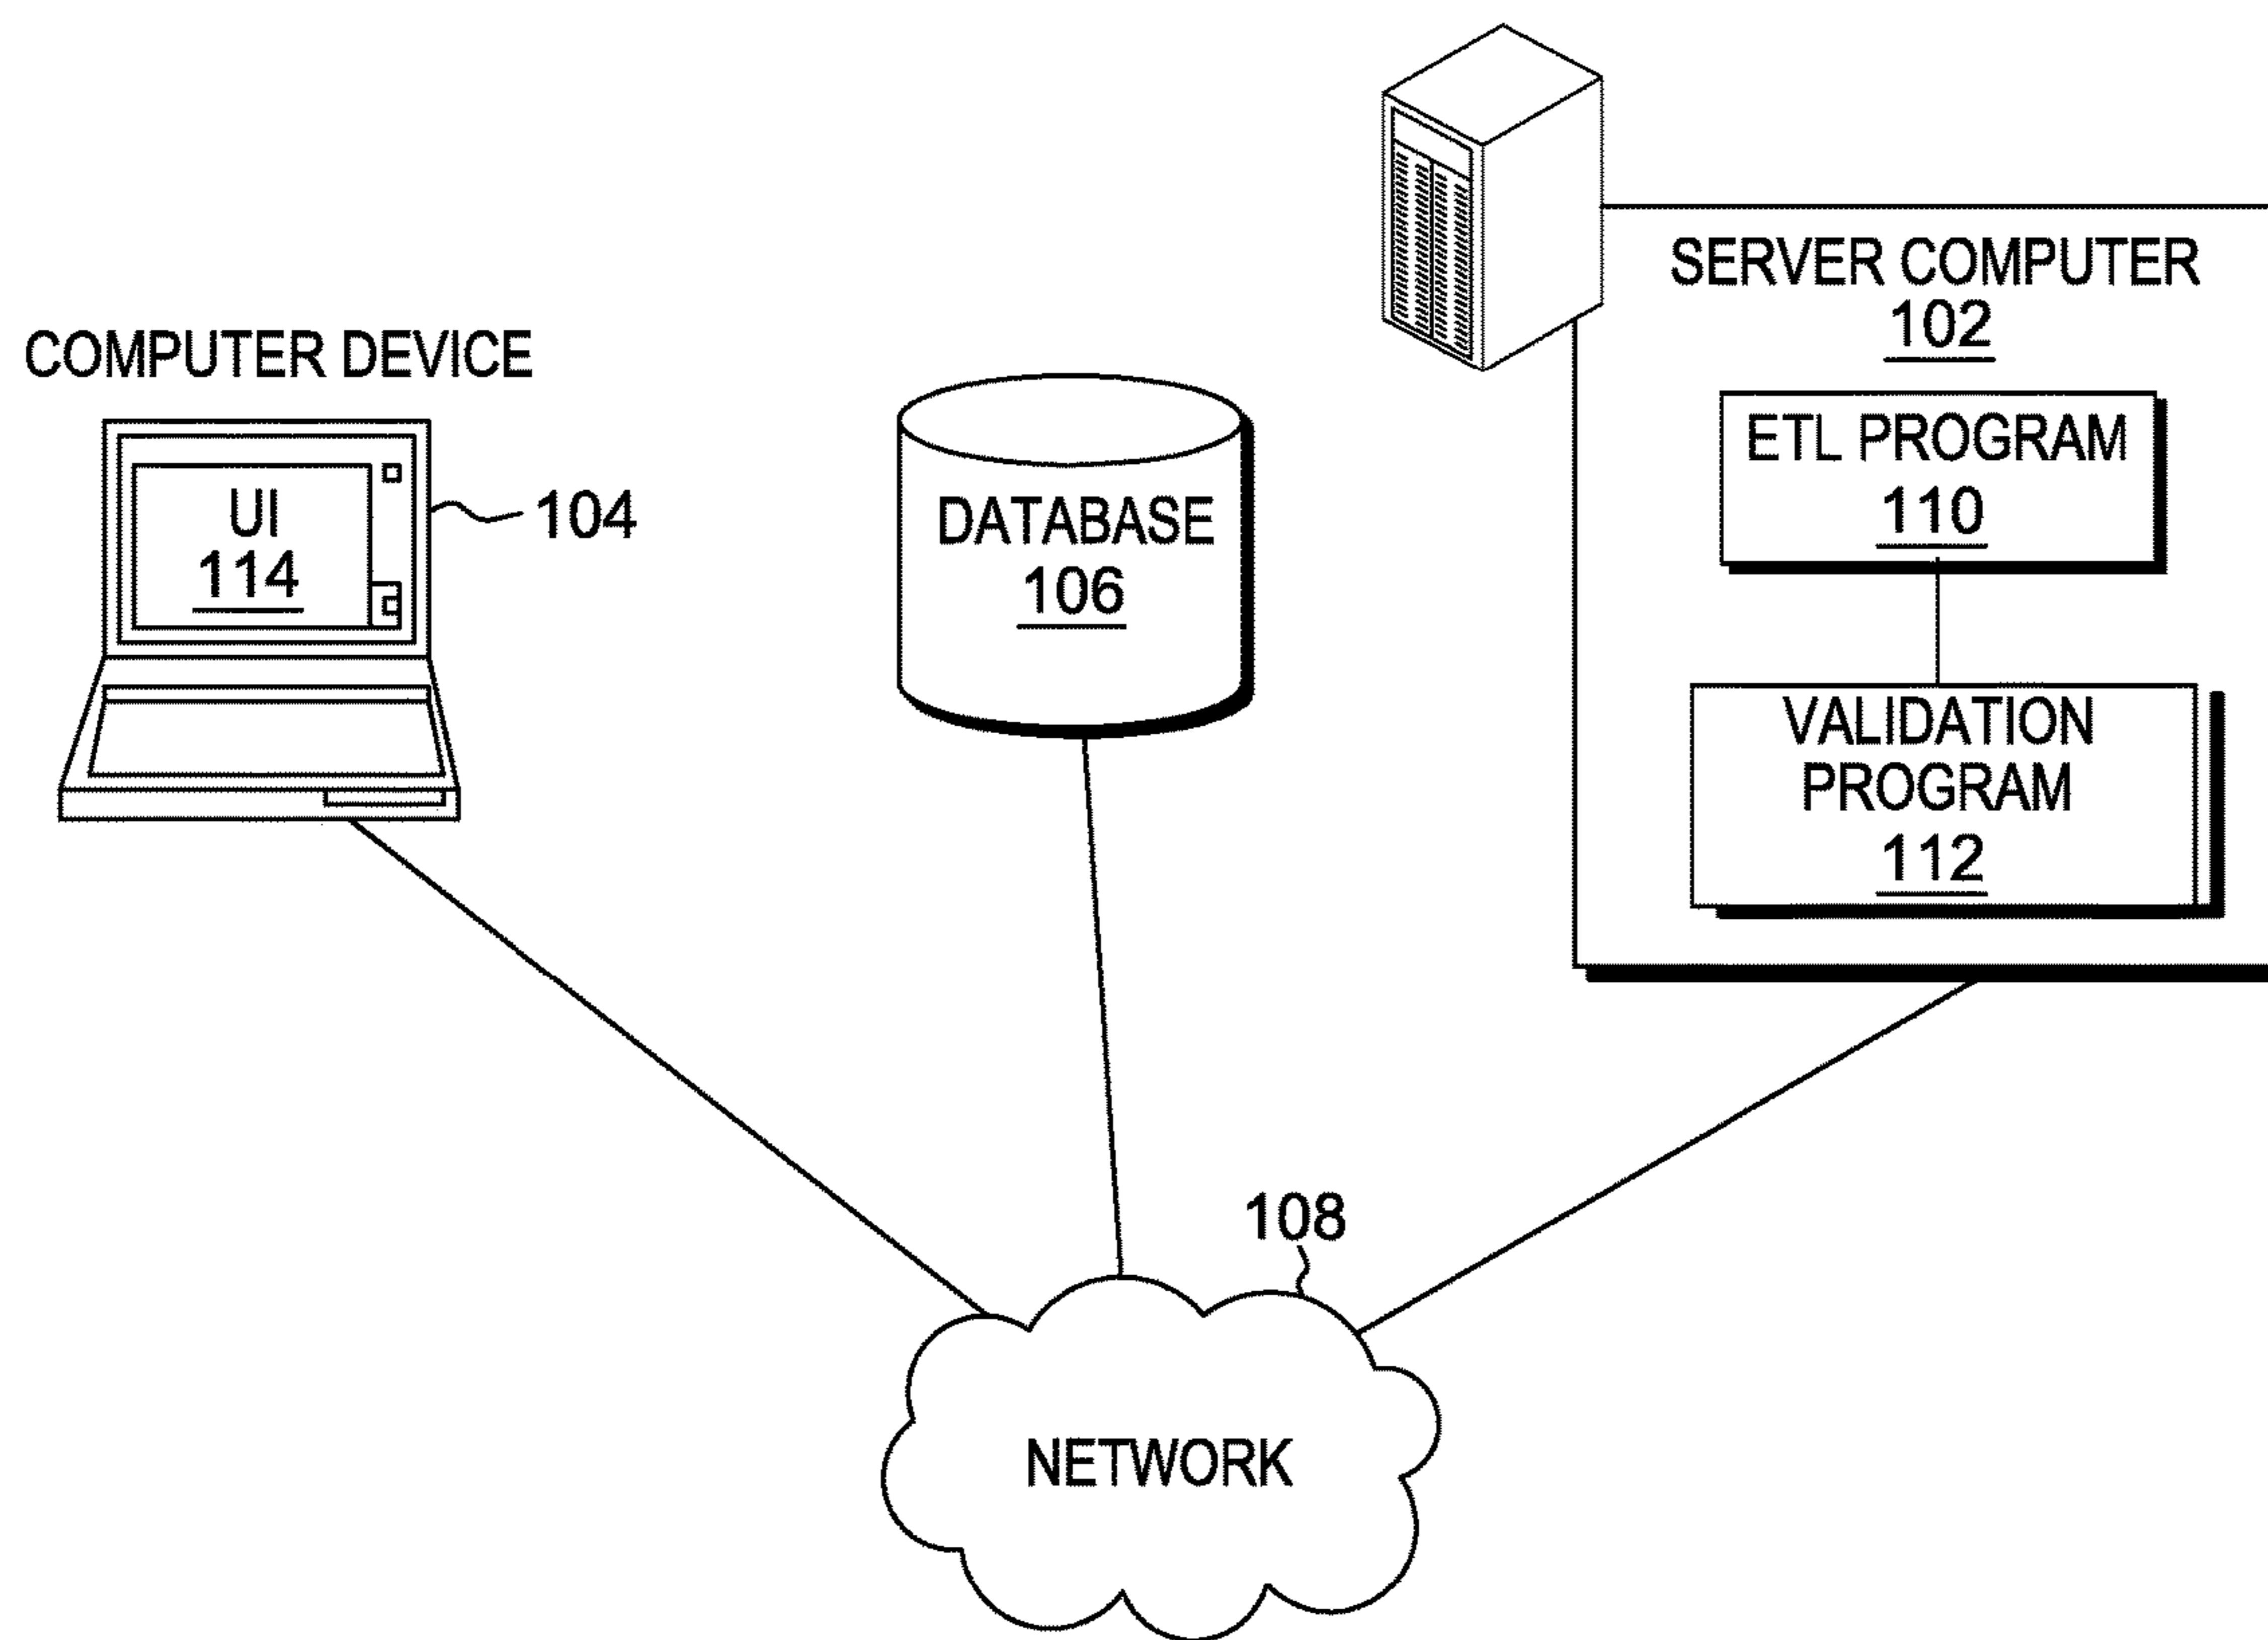 SERVER COMPUTER
102
COMPUTER DEVICE
ETL PROGRAM
110
UI
114
104
DATABASE
106
VALIDATION
PROGRAM
112
108
NETWORK